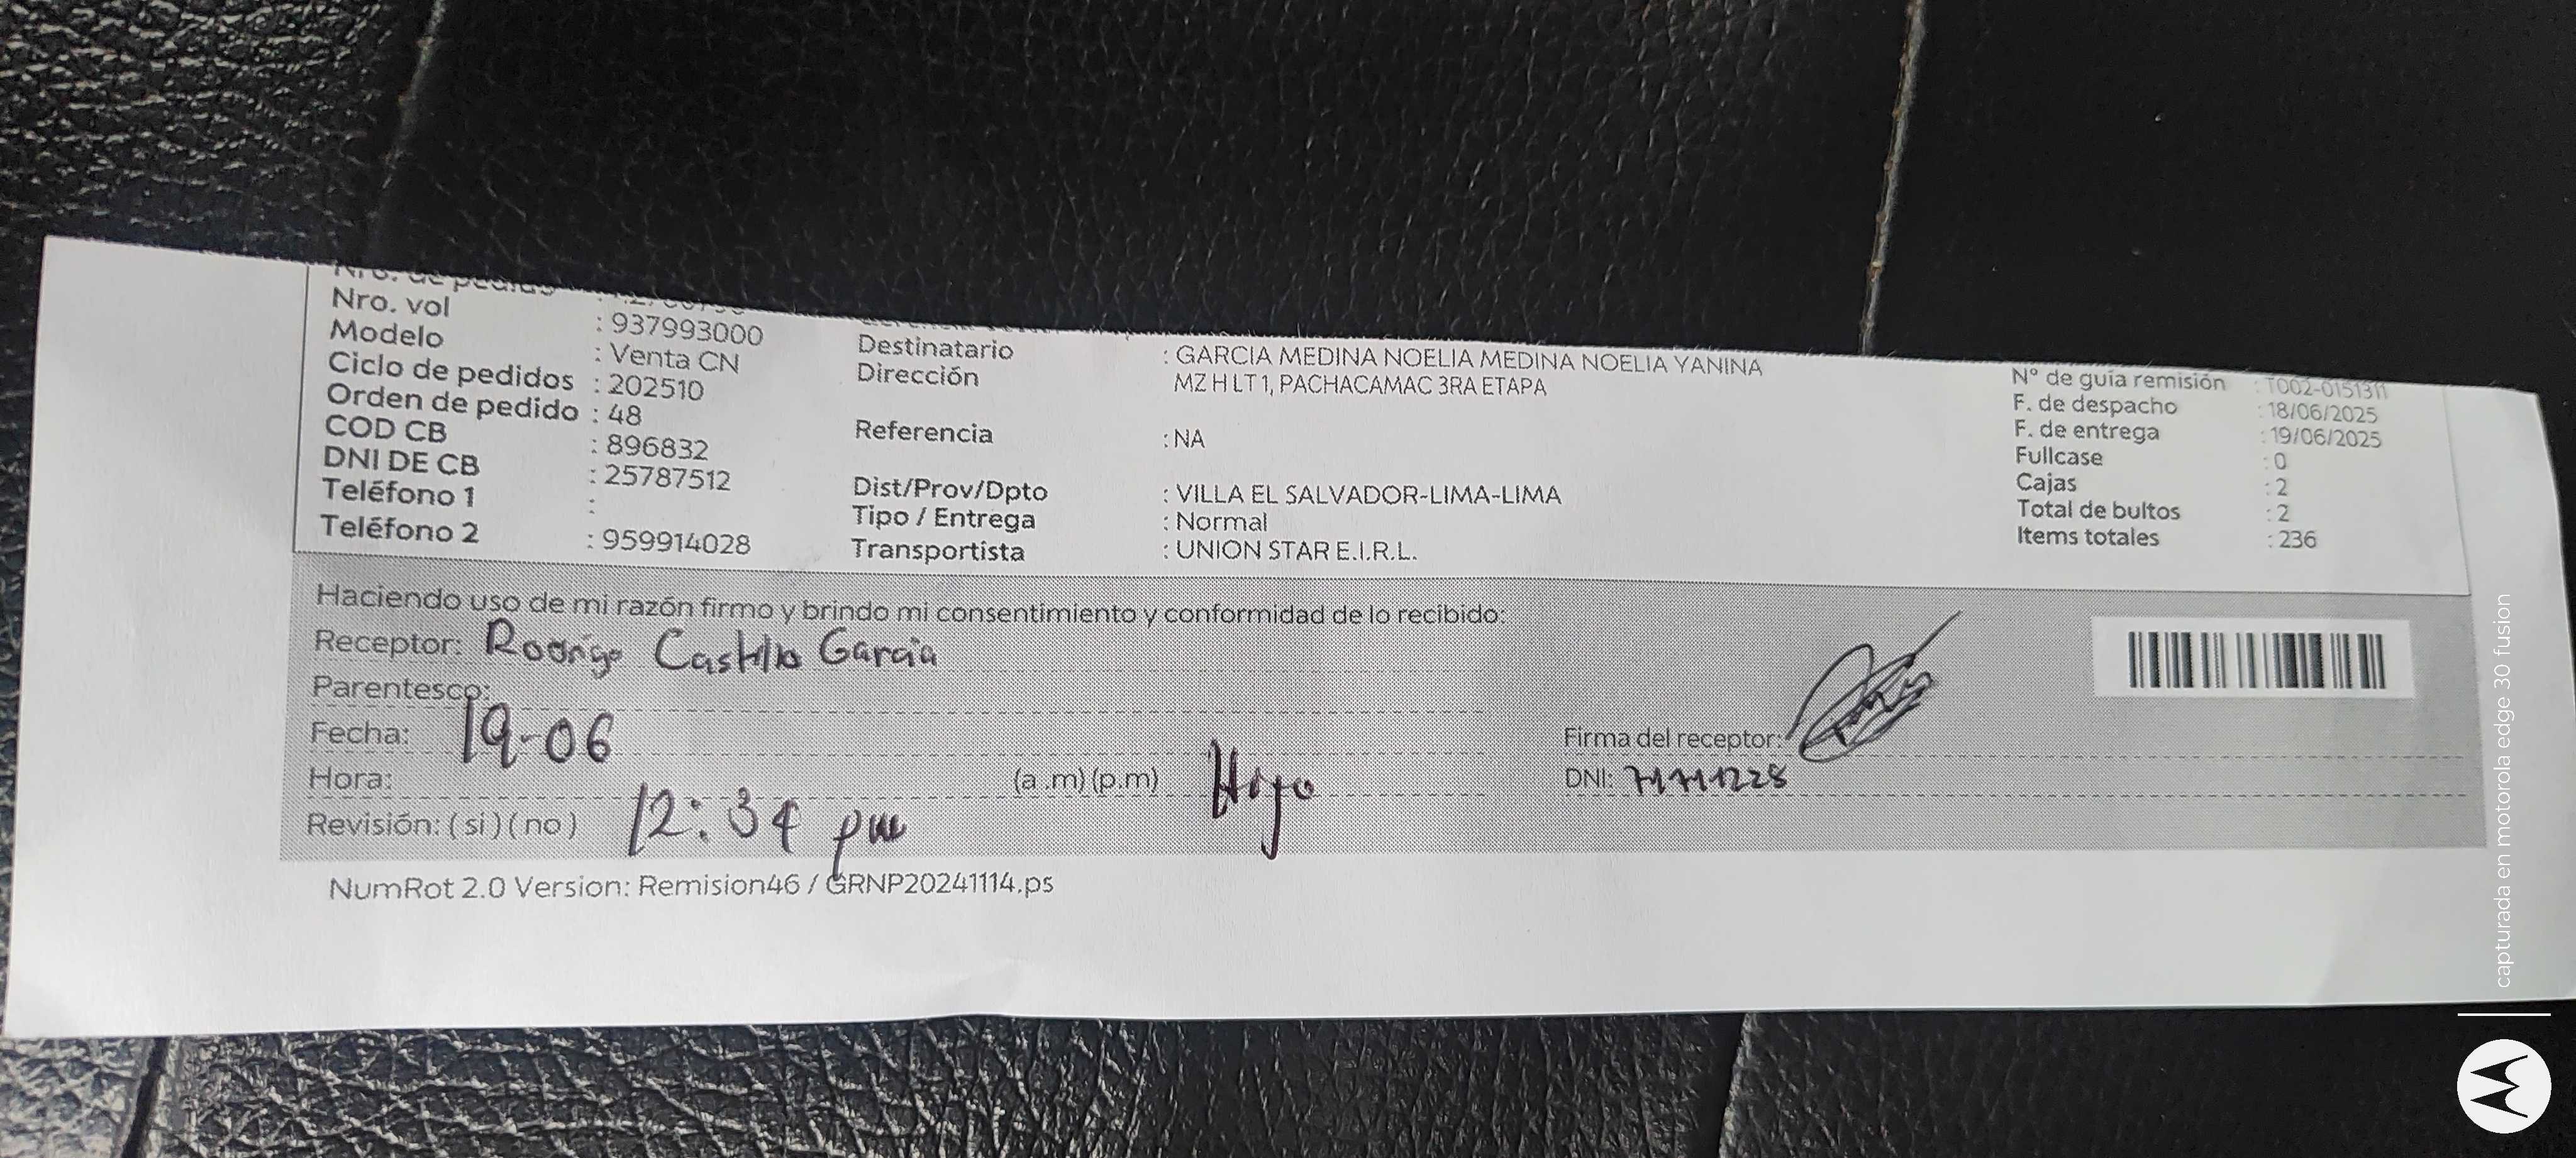 Nro. de pedido
Nro. vol : 937993000
Modelo : Venta CN
Ciclo de pedidos : 202510
Orden de pedido : 48
COD CB : 896832
DNI DE CB : 25787512
Teléfono 1 :
Teléfono 2 : 959914028
Destinatario : GARCIA MEDINA NOELIA MEDINA NOELIA YANINA
Dirección MZ H LT 1, PACHACAMAC 3RA ETAPA
Referencia : NA
Dist/Prov/Dpto : VILLA EL SALVADOR-LIMA-LIMA
Tipo / Entrega : Normal
Transportista : UNION STAR E.I.R.L.
N° de guía remisión : T002-0151311
F. de despacho : 18/06/2025
F. de entrega : 19/06/2025
Fullcase : 0
Cajas : 2
Total de bultos : 2
Items totales : 236
Haciendo uso de mi razón firmo y brindo mi consentimiento y conformidad de lo recibido:
Receptor: Rodrigo Castillo Garcia
Parentesco:
Fecha: 19-06
Hora: (a.m) (p.m) Hijo
Revisión: ( si ) ( no ) 12:34 pm
Firma del receptor:
DNI: 71711228
NumRot 2.0 Version: Remision46 / GRNP20241114.ps
capturada en motorola edge 30 fusion